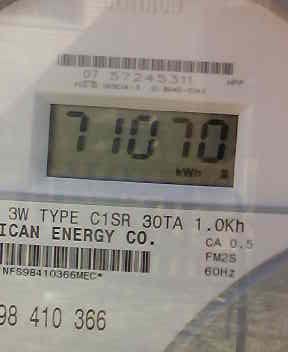 07 57245311
71070
kWh
3W TYPE C1SR 30TA 1.0Kh
ICAN ENERGY CO.
CA 0.5
FM2S
60Hz
NFS98410366MEC*
98 410 366